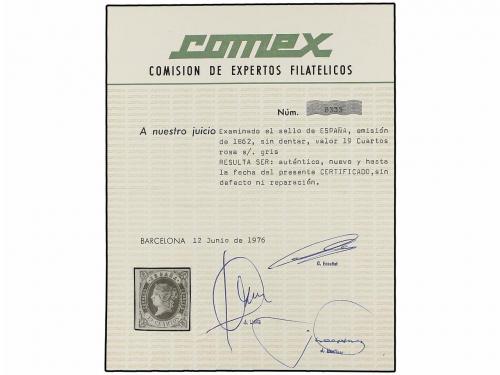 comex
COMISION DE EXPERTOS FILATELICOS
Núm.
A nuestro juicio Examinado el sello de ESPAÑA, emisión
de 1862, sin dentar, valor 19 Cuartos
rosa s/. gris
RESULTA SER: auténtico, nuevo y hasta
la fecha del presente CERTIFICADO,sin
defecto ni reparación.
BARCELONA 12 Junio de 1976
ESPAÑA
CUARTOS